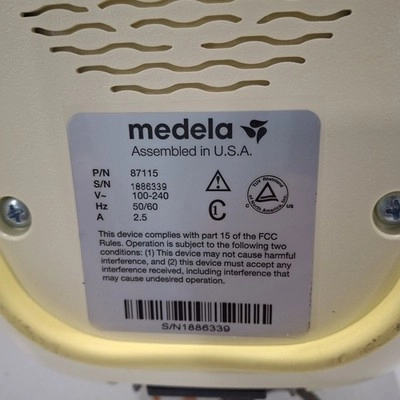 medela
Assembled in U.S.A.
P/N 87115
S/N 1886339
V~ 100-240
Hz 50/60
A 2.5
This device complies with part 15 of the FCC
Rules. Operation is subject to the following two
conditions: (1) This device may not cause harmful
interference, and (2) this device must accept any
interference received, including interference that
may cause undesired operation.
S/N1886339